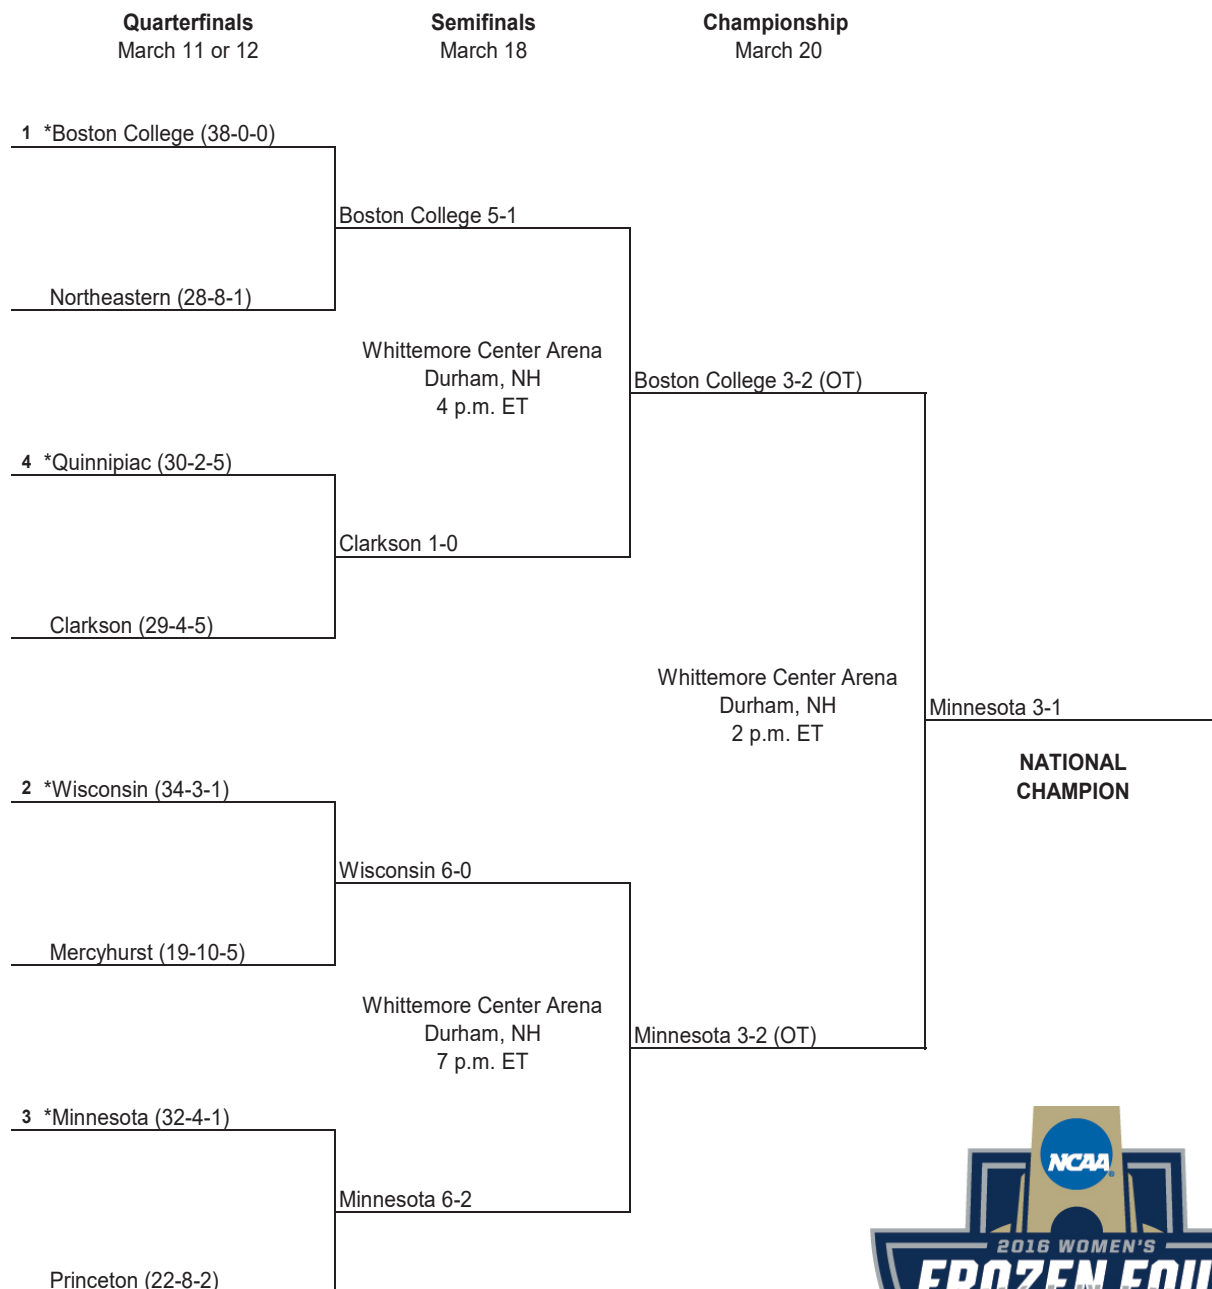 Quarterfinals
March 11 or 12
Semifinals
March 18
Championship
March 20
1 *Boston College (38-0-0)
Boston College 5-1
Northeastern (28-8-1)
Whittemore Center Arena
Durham, NH
4 p.m. ET
Boston College 3-2 (OT)
4 *Quinnipiac (30-2-5)
Clarkson 1-0
Clarkson (29-4-5)
Whittemore Center Arena
Durham, NH
2 p.m. ET
Minnesota 3-1
NATIONAL
CHAMPION
2 *Wisconsin (34-3-1)
Wisconsin 6-0
Mercyhurst (19-10-5)
Whittemore Center Arena
Durham, NH
7 p.m. ET
Minnesota 3-2 (OT)
3 *Minnesota (32-4-1)
Minnesota 6-2
Princeton (22-8-2)
NCAA
2016 WOMEN'S
FROZEN FOU